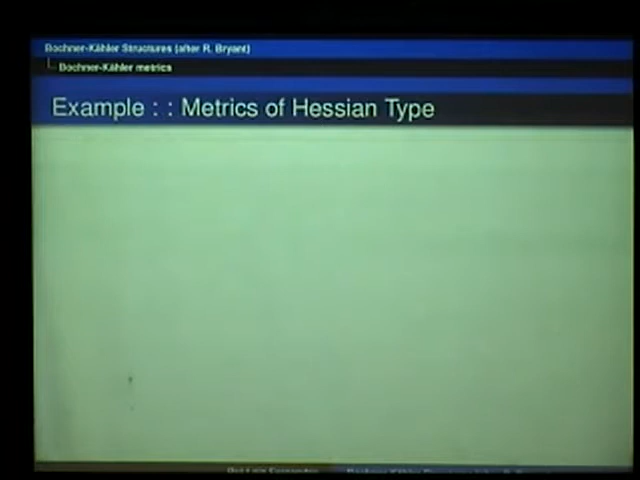 Bochner-Kähler Structures (after R. Bryant)
Bochner-Kähler metrics
Example : : Metrics of Hessian Type